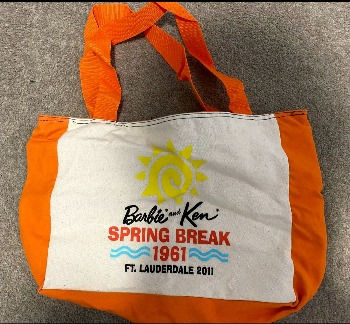 Barbie and Ken
SPRING BREAK
1961
FT. LAUDERDALE 2011